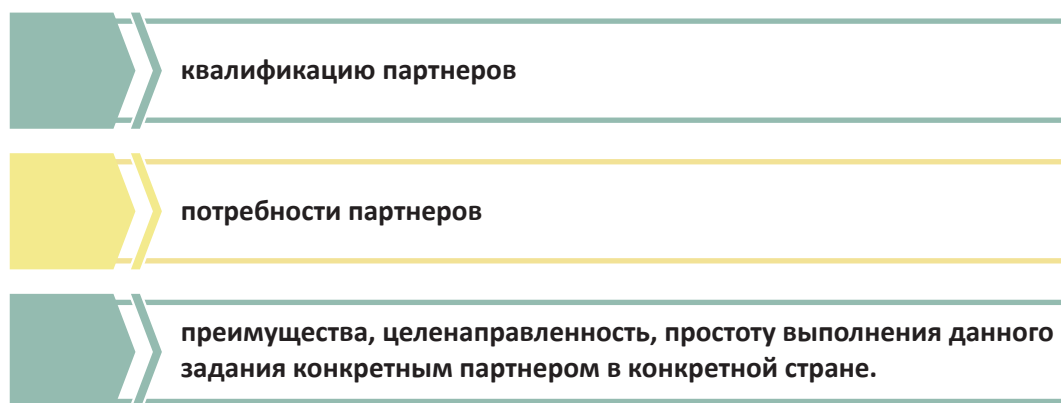 квалификацию партнеров
потребности партнеров
преимущества, целенаправленность, простоту выполнения данного
задания конкретным партнером в конкретной стране.